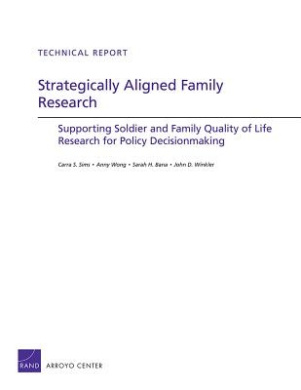 TECHNICAL REPORT
Strategically Aligned Family
Research
Supporting Soldier and Family Quality of Life
Research for Policy Decisionmaking
Carra S. Sims • Anny Wong • Sarah H. Bana • John D. Winkler
RAND ARROYO CENTER